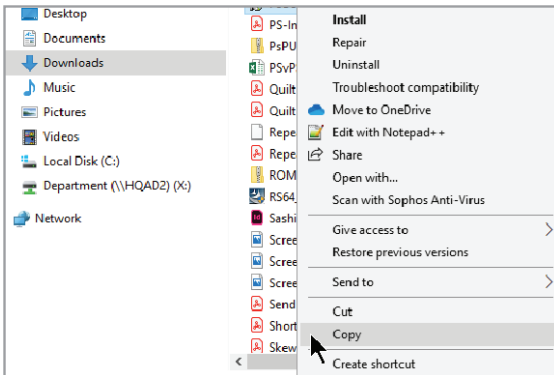 Desktop
Documents
Downloads
Music
Pictures
Videos
Local Disk (C:)
Department (\\HQAD2) (X:)
Network
PS-In
PsPU
PSvP
Quilt
Quilt
Repe
Repe
ROM
RS64_
Sashi
Scree
Scree
Scree
Send
Short
Skew
Install
Repair
Uninstall
Troubleshoot compatibility
Move to OneDrive
Edit with Notepad++
Share
Open with...
Scan with Sophos Anti-Virus
Give access to
Restore previous versions
Send to
Cut
Copy
Create shortcut